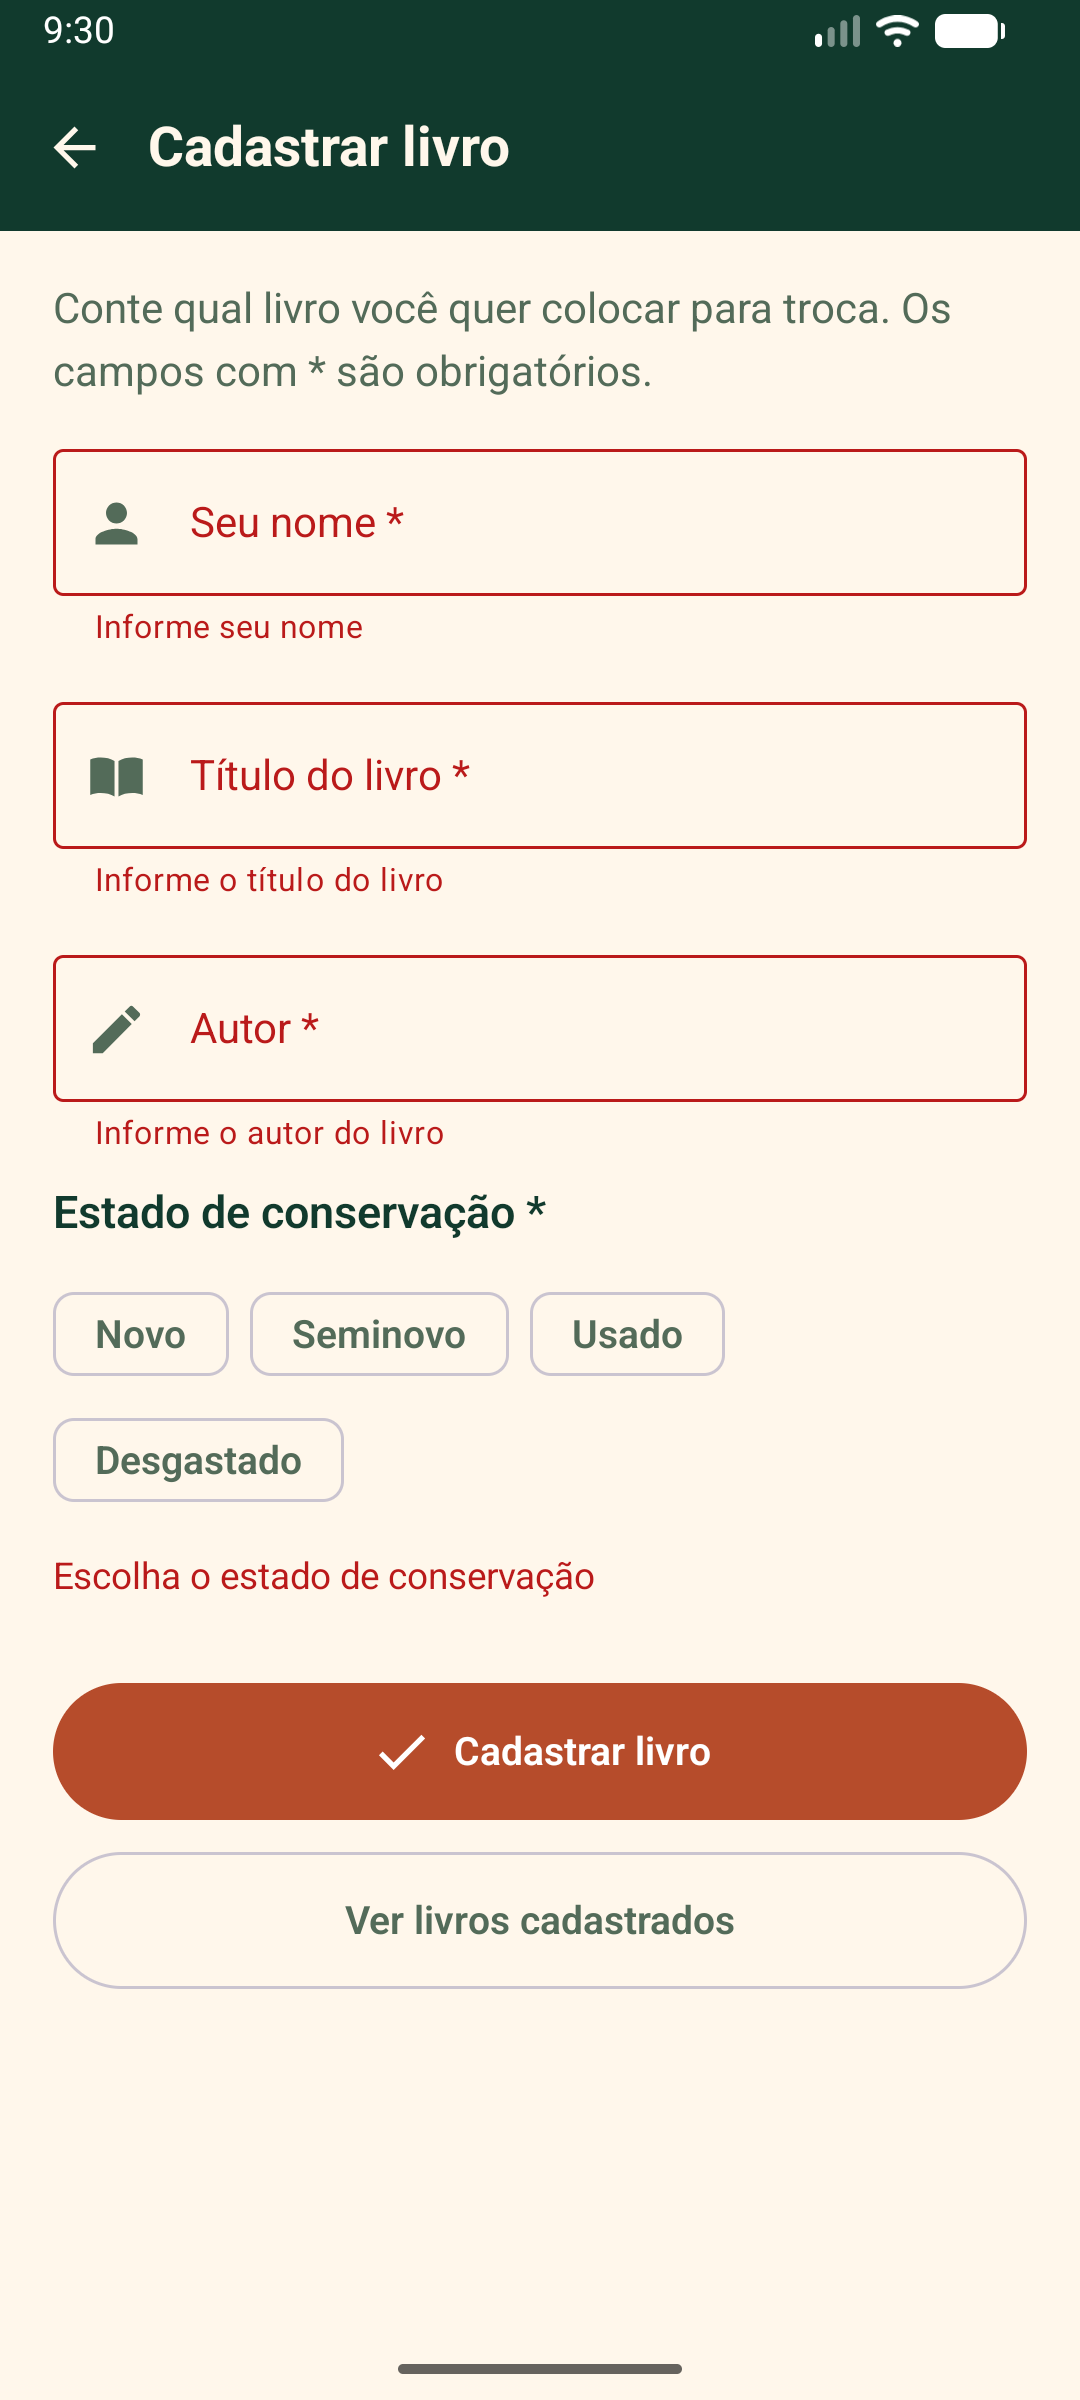 9:30
Cadastrar livro
Conte qual livro você quer colocar para troca. Os
campos com * são obrigatórios.
Seu nome *
Informe seu nome
Título do livro *
Informe o título do livro
Autor *
Informe o autor do livro
Estado de conservação *
Novo Seminovo Usado
Desgastado
Escolha o estado de conservação
Cadastrar livro
Ver livros cadastrados